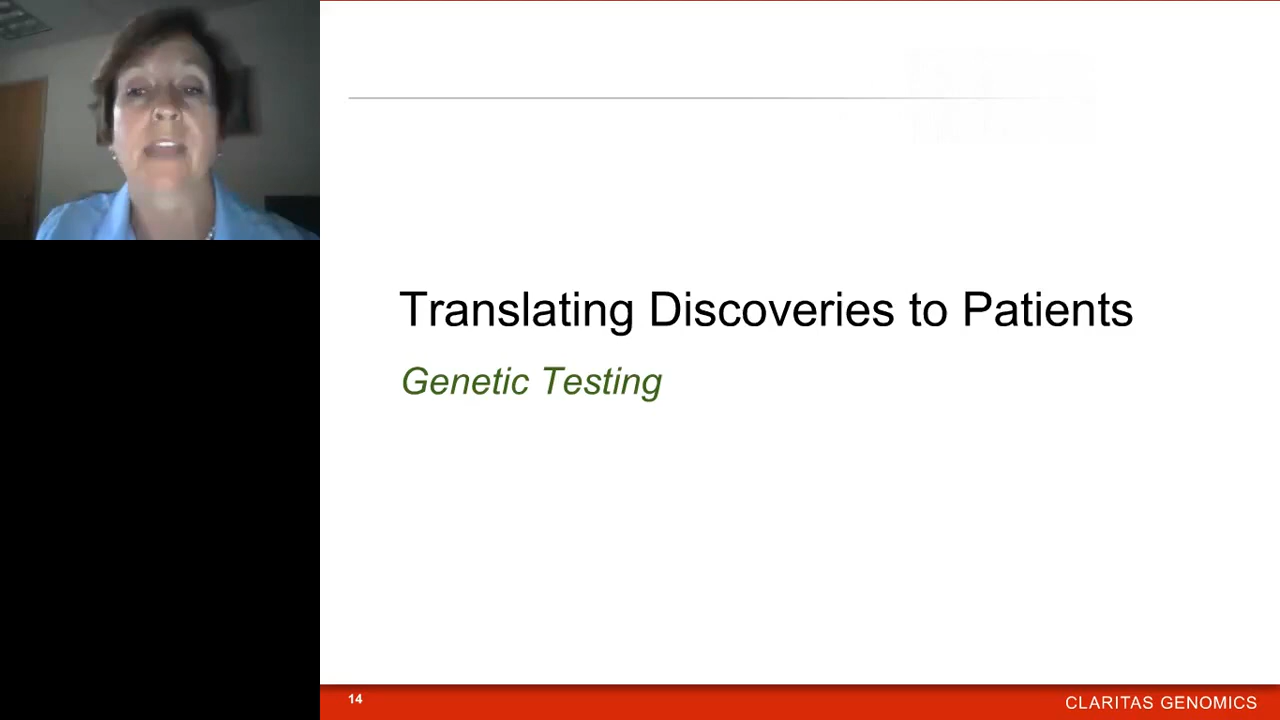 Translating Discoveries to Patients
Genetic Testing
14
CLARITAS GENOMICS